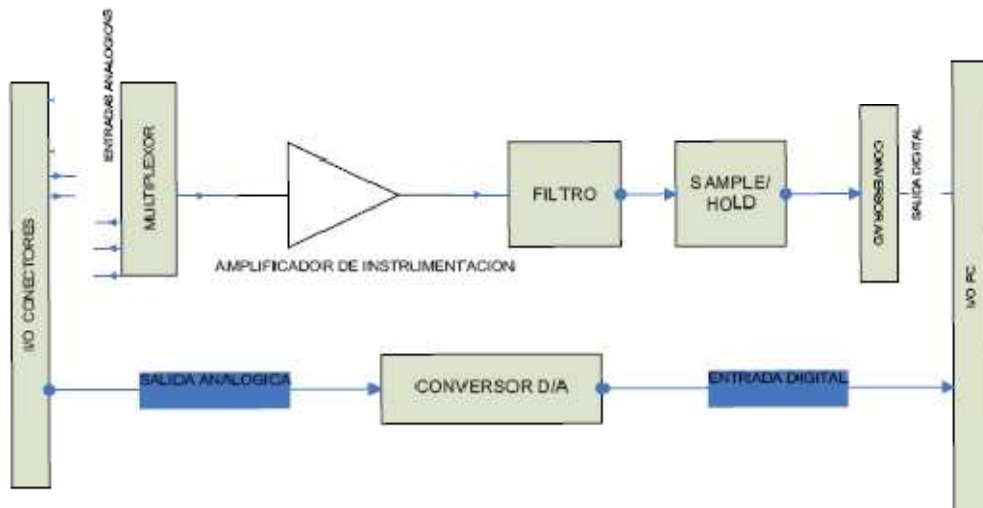 I/O CONECTORES
ENTRADAS ANALOGICAS
MULTIPLEXOR
AMPLIFICADOR DE INSTRUMENTACION
FILTRO
SAMPLE/
HOLD
CONVERSOR A/D
SALIDA DIGITAL
I/O PC
SALIDA ANALOGICA
CONVERSOR D/A
ENTRADA DIGITAL